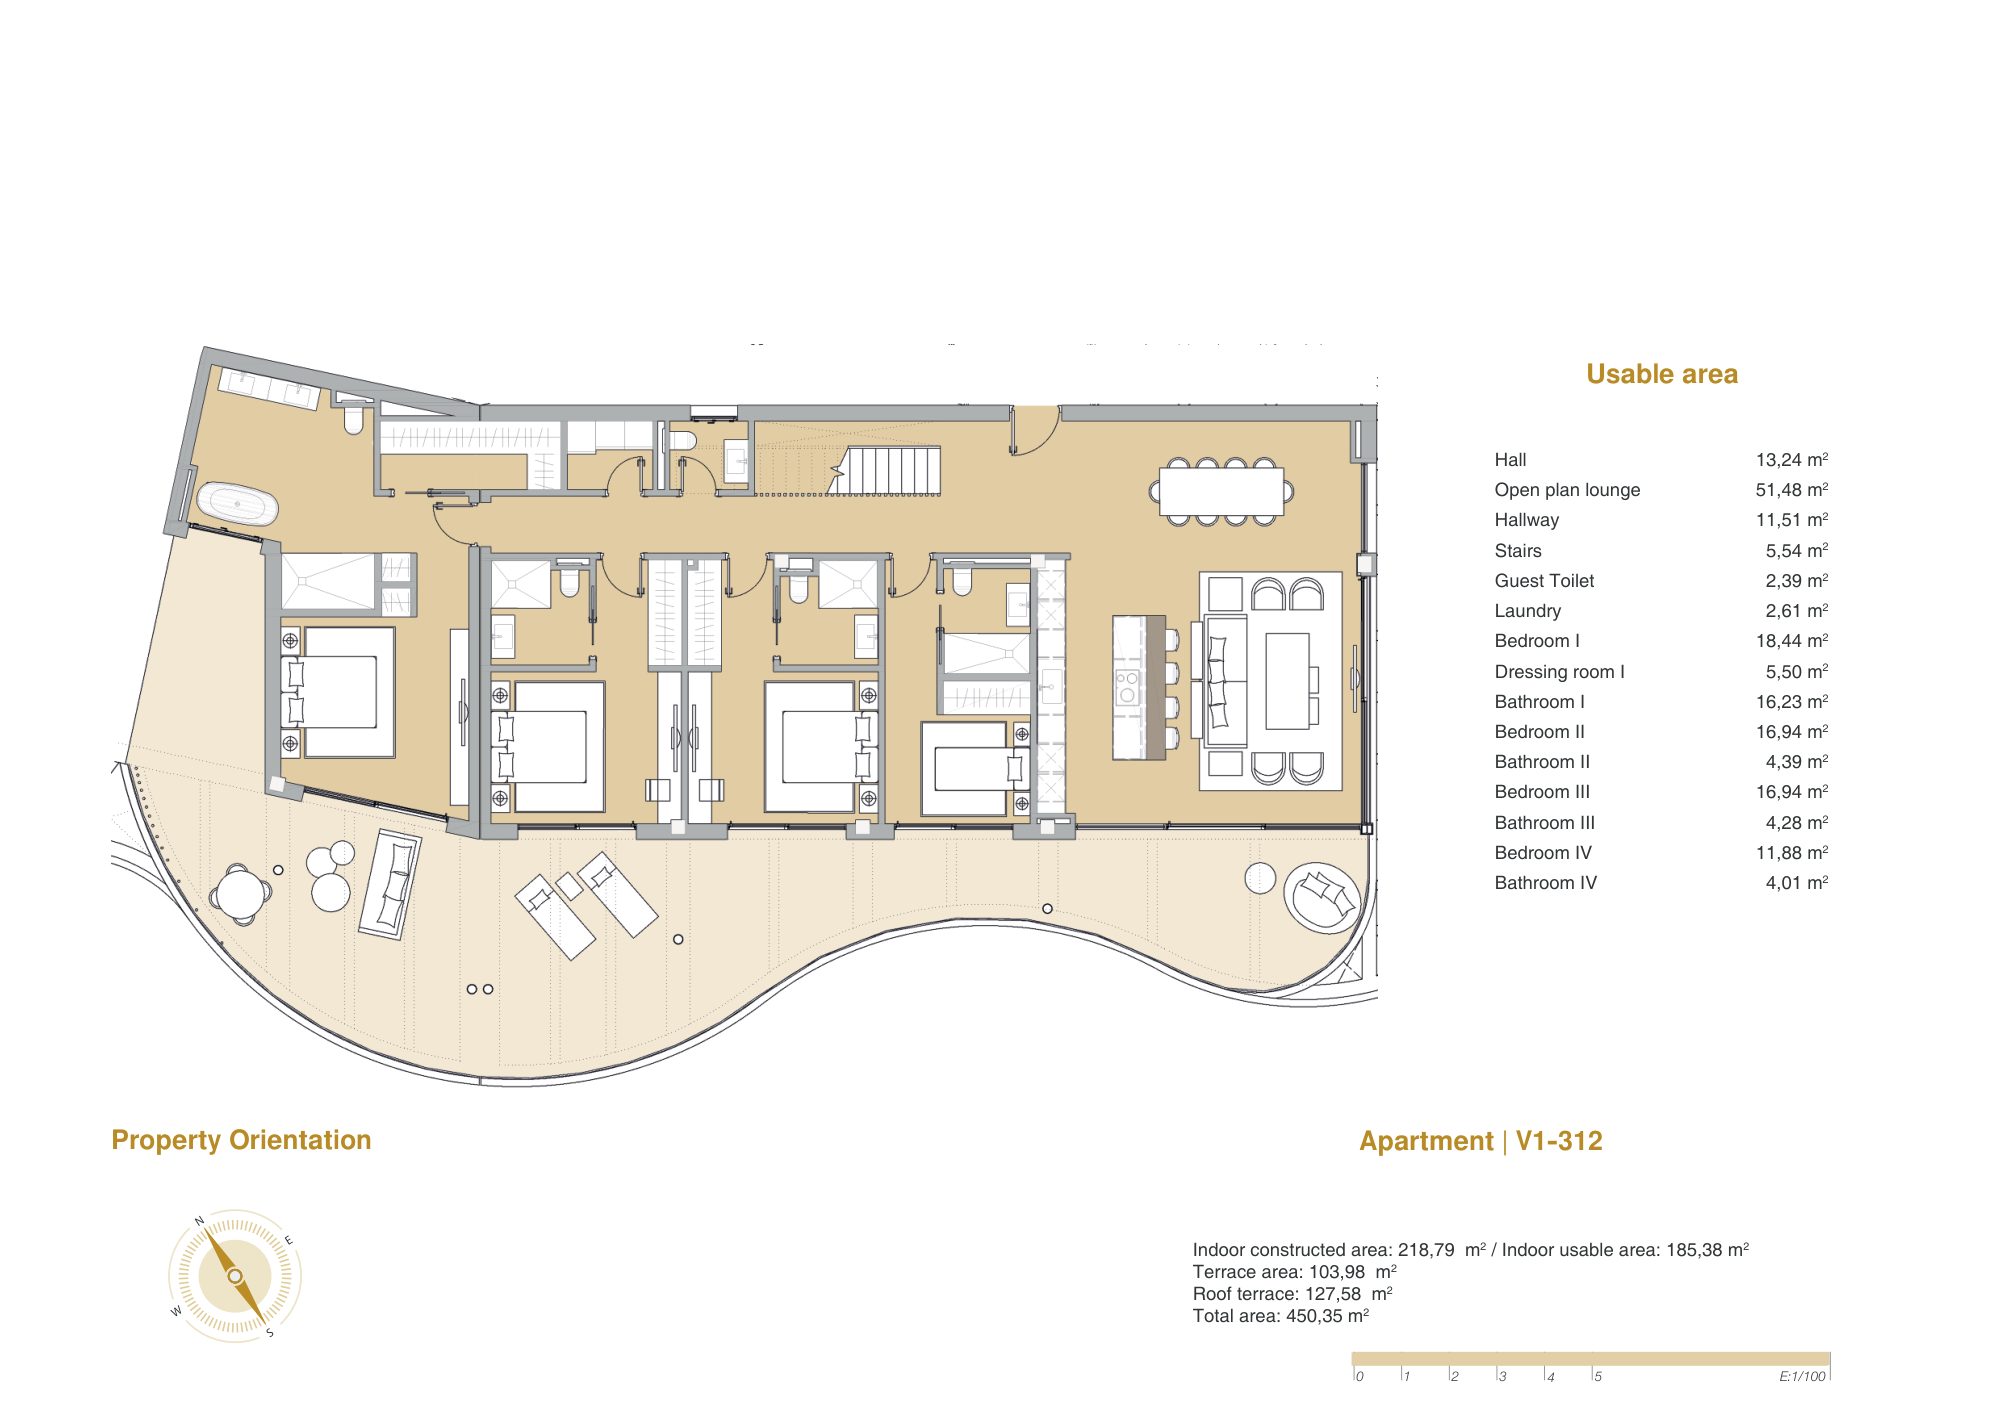 Usable area
Hall 13,24 m²
Open plan lounge 51,48 m²
Hallway 11,51 m²
Stairs 5,54 m²
Guest Toilet 2,39 m²
Laundry 2,61 m²
Bedroom I 18,44 m²
Dressing room I 5,50 m²
Bathroom I 16,23 m²
Bedroom II 16,94 m²
Bathroom II 4,39 m²
Bedroom III 16,94 m²
Bathroom III 4,28 m²
Bedroom IV 11,88 m²
Bathroom IV 4,01 m²
Property Orientation
N
E
W
S
Apartment | V1-312
Indoor constructed area: 218,79 m² / Indoor usable area: 185,38 m²
Terrace area: 103,98 m²
Roof terrace: 127,58 m²
Total area: 450,35 m²
0 1 2 3 4 5 E:1/100